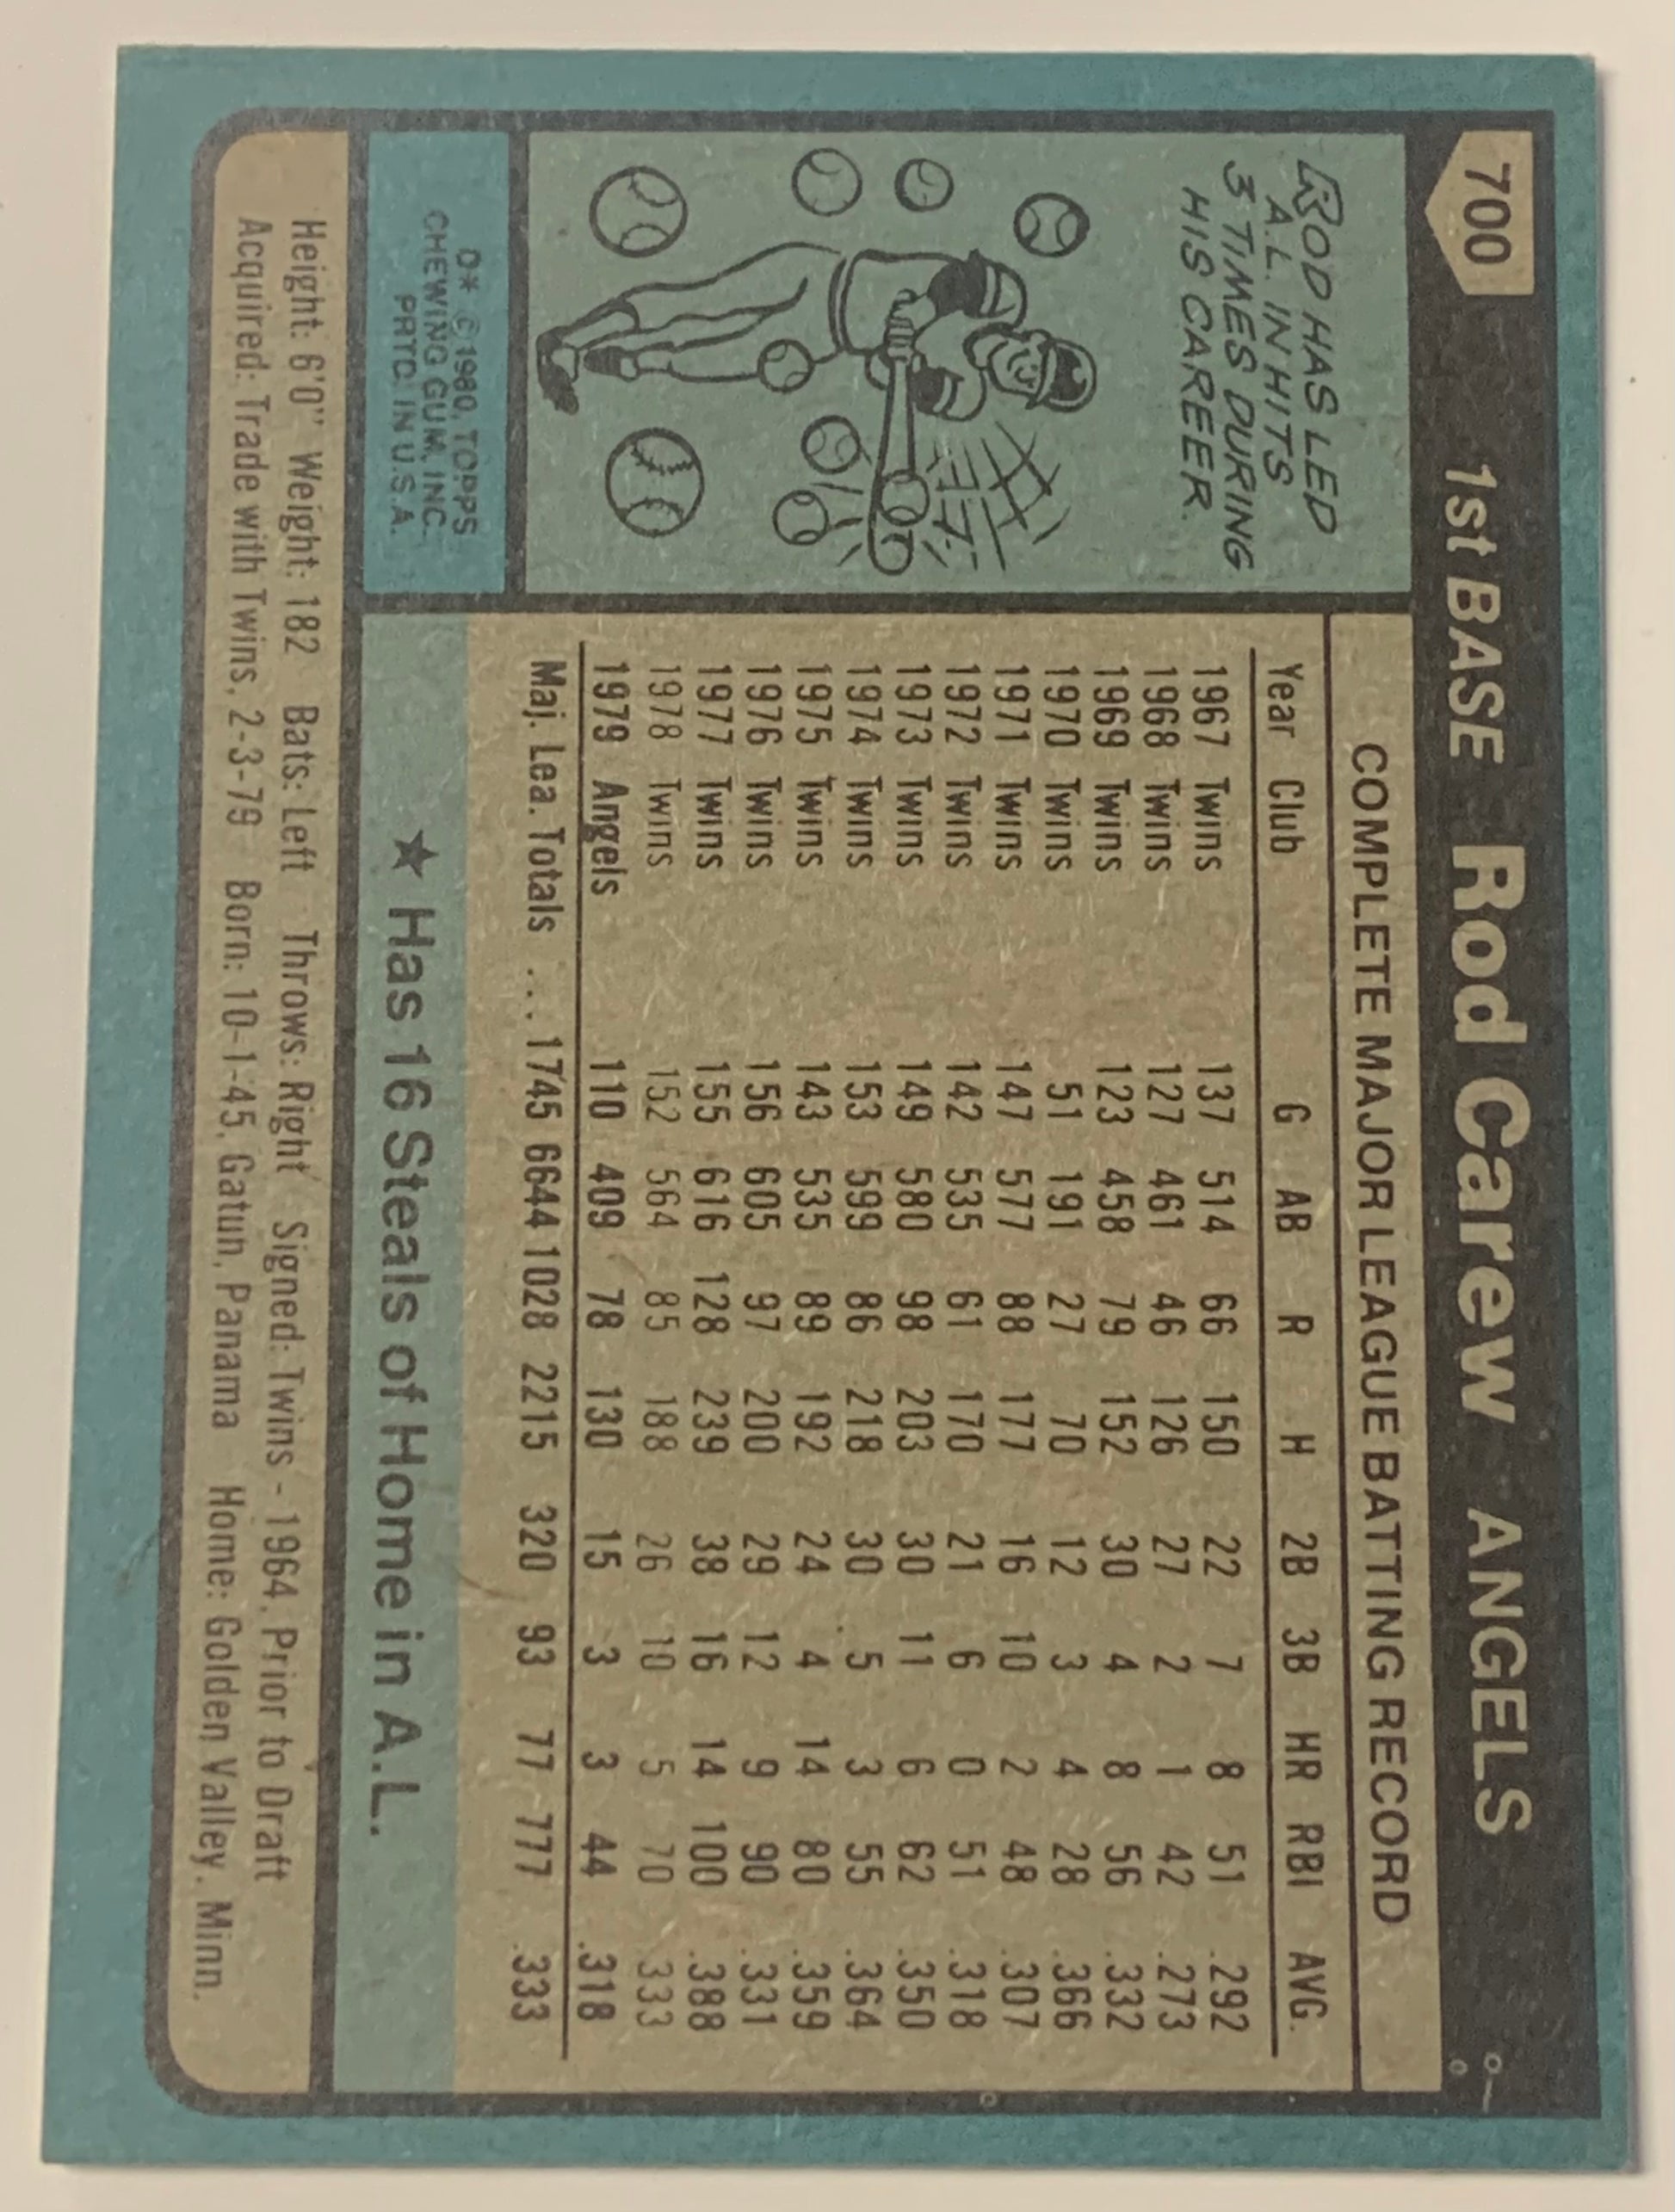 700 1st BASE Rod Carew ANGELS
ROD HAS LED
A.L. IN HITS
3 TIMES DURING
HIS CAREER.
COMPLETE MAJOR LEAGUE BATTING RECORD
Year Club G AB R H 2B 3B HR RBI AVG.
1967 Twins 137 514 66 150 22 7 8 51 .292
1968 Twins 127 461 46 126 27 2 1 42 .273
1969 Twins 123 458 79 152 30 4 8 56 .332
1970 Twins 51 191 27 70 12 3 4 28 .366
1971 Twins 147 577 88 177 16 10 2 48 .307
1972 Twins 142 535 61 170 21 6 0 51 .318
1973 Twins 149 580 98 203 30 11 6 62 .350
1974 Twins 153 599 86 218 30 5 3 55 .364
1975 Twins 143 535 89 192 24 4 14 80 .359
1976 Twins 156 605 97 200 29 12 9 90 .331
1977 Twins 155 616 128 239 38 16 14 100 .388
1978 Twins 152 564 85 188 26 10 5 70 .333
1979 Angels 110 409 78 130 15 3 3 44 .318
Maj. Lea. Totals ...1745 6644 1028 2215 320 93 77 777 .333
D* © 1980, TOPPS
CHEWING GUM, INC.
PRTD. IN U.S.A.
★ Has 16 Steals of Home in A.L.
Height: 6'0" Weight: 182 Bats: Left Throws: Right Signed: Twins - 1964, Prior to Draft
Acquired: Trade with Twins, 2-3-79 Born: 10-1-45, Gatun, Panama Home: Golden Valley, Minn.